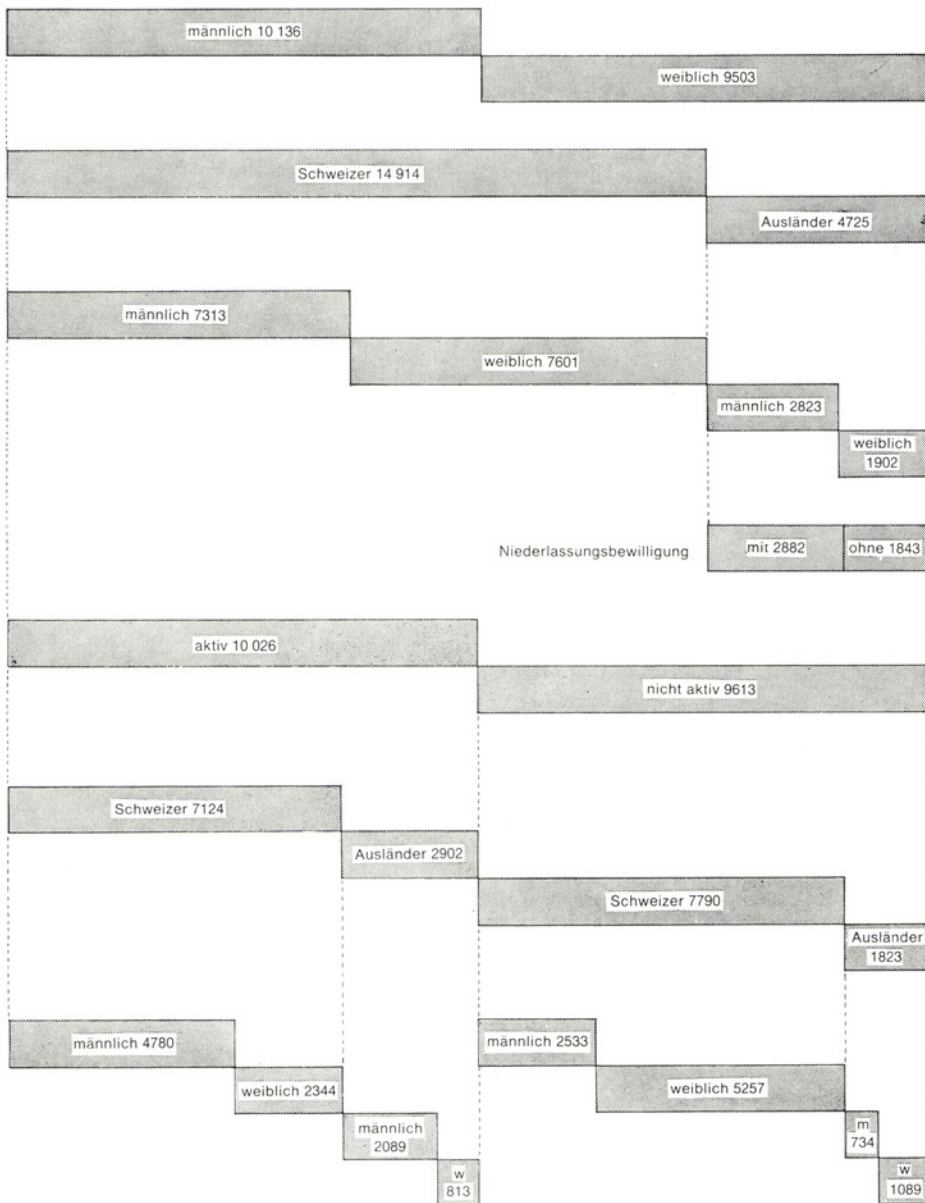 männlich 10 136
weiblich 9503
Schweizer 14 914
Ausländer 4725
männlich 7313
weiblich 7601
männlich 2823
weiblich
1902
Niederlassungsbewilligung
mit 2882
ohne 1843
aktiv 10 026
nicht aktiv 9613
Schweizer 7124
Ausländer 2902
Schweizer 7790
Ausländer
1823
männlich 4780
weiblich 2344
männlich
2089
w
813
männlich 2533
weiblich 5257
m
734
w
1089